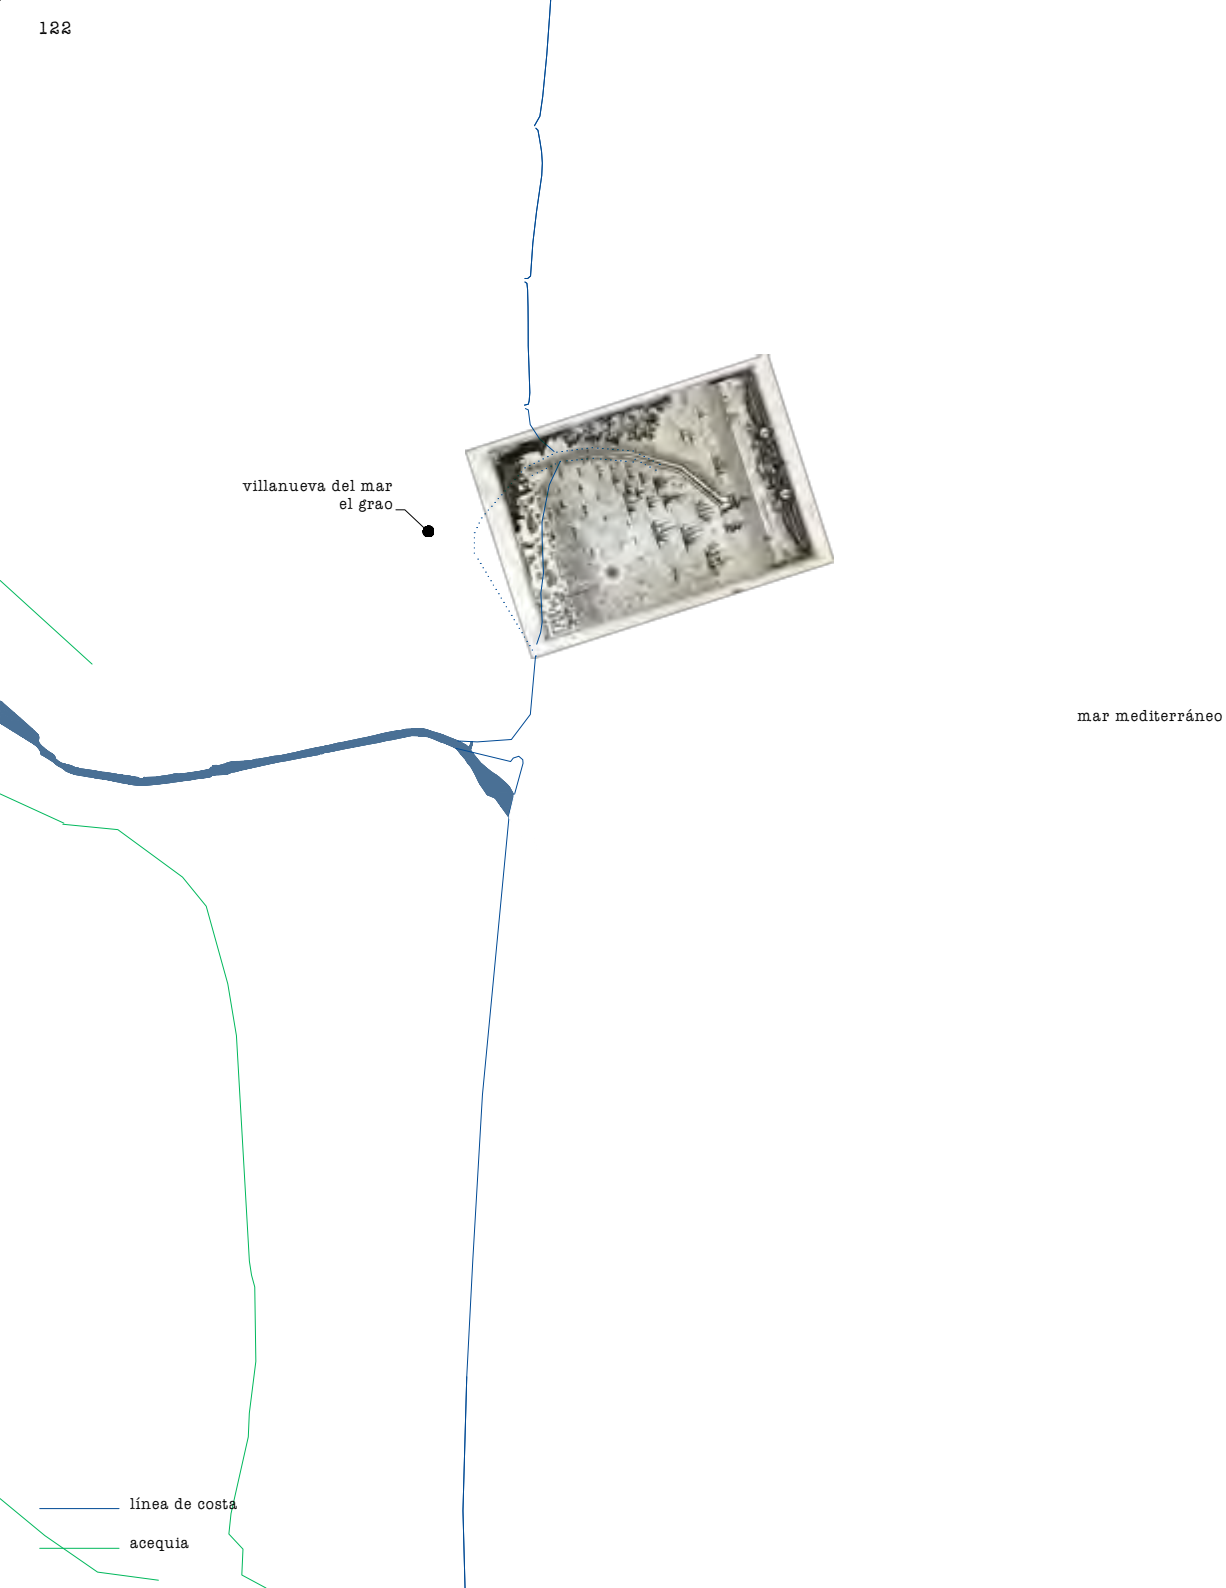 122
villanueva del mar
el grao
mar mediterráneo
línea de costa
acequia